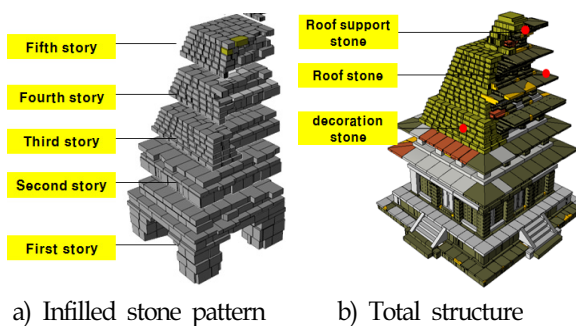 Fifth story
Fourth story
Third story
Second story
First story
Roof support
stone
Roof stone
decoration
stone
a) Infilled stone pattern
b) Total structure